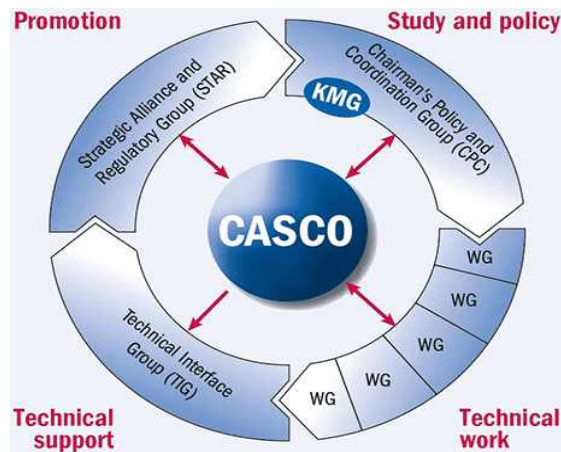 Promotion
Study and policy
Strategic Alliance and
Regulatory Group (STAR)
KMG
Chairman's Policy and
Coordination Group (CPC)
CASCO
WG
WG
WG
WG
WG
Technical Interface
Group (TIG)
Technical
support
Technical
work